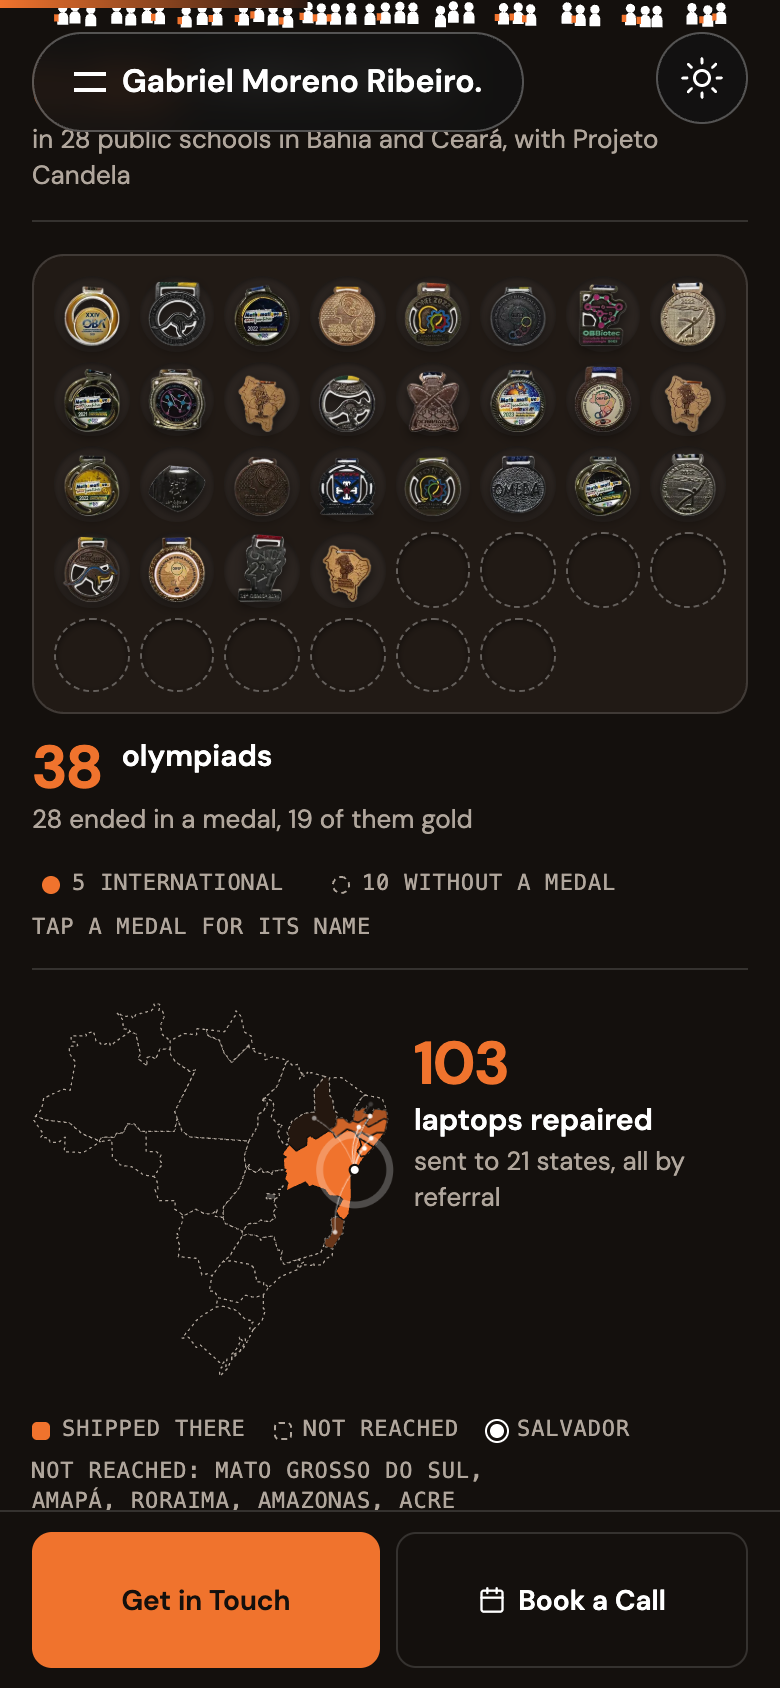 Gabriel Moreno Ribeiro.
in 28 public schools in Bahia and Ceará, with Projeto
Candela
38 olympiads
28 ended in a medal, 19 of them gold
5 INTERNATIONAL 10 WITHOUT A MEDAL
TAP A MEDAL FOR ITS NAME
103
laptops repaired
sent to 21 states, all by
referral
SHIPPED THERE NOT REACHED SALVADOR
NOT REACHED: MATO GROSSO DO SUL,
AMAPÁ, RORAIMA, AMAZONAS, ACRE
Get in Touch
Book a Call